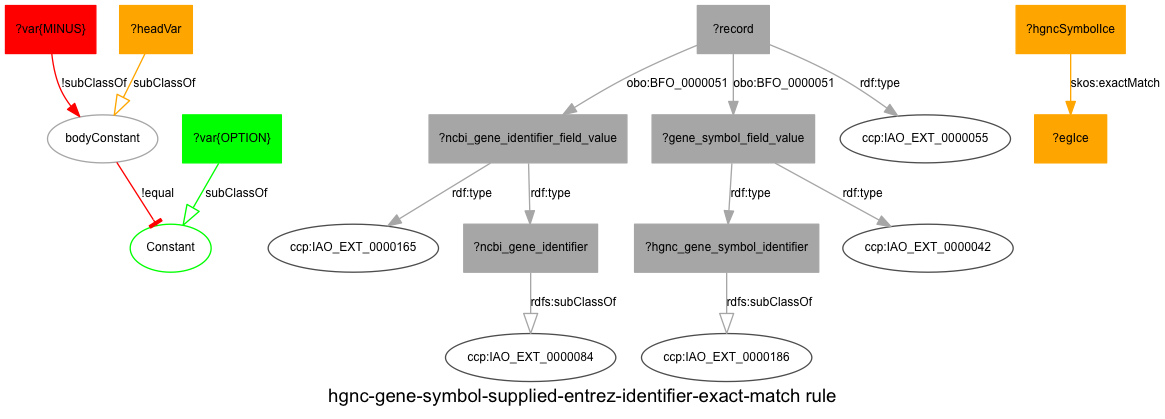 ?var{MINUS}
?headVar
?record
?hgncSymbolIce
!subClassOf
subClassOf
obo:BFO_0000051
obo:BFO_0000051
rdf:type
skos:exactMatch
bodyConstant
?var{OPTION}
?ncbi_gene_identifier_field_value
?gene_symbol_field_value
ccp:IAO_EXT_0000055
?egIce
!equal
subClassOf
rdf:type
rdf:type
rdf:type
rdf:type
Constant
ccp:IAO_EXT_0000165
?ncbi_gene_identifier
?hgnc_gene_symbol_identifier
ccp:IAO_EXT_0000042
rdfs:subClassOf
rdfs:subClassOf
ccp:IAO_EXT_0000084
ccp:IAO_EXT_0000186
hgnc-gene-symbol-supplied-entrez-identifier-exact-match rule